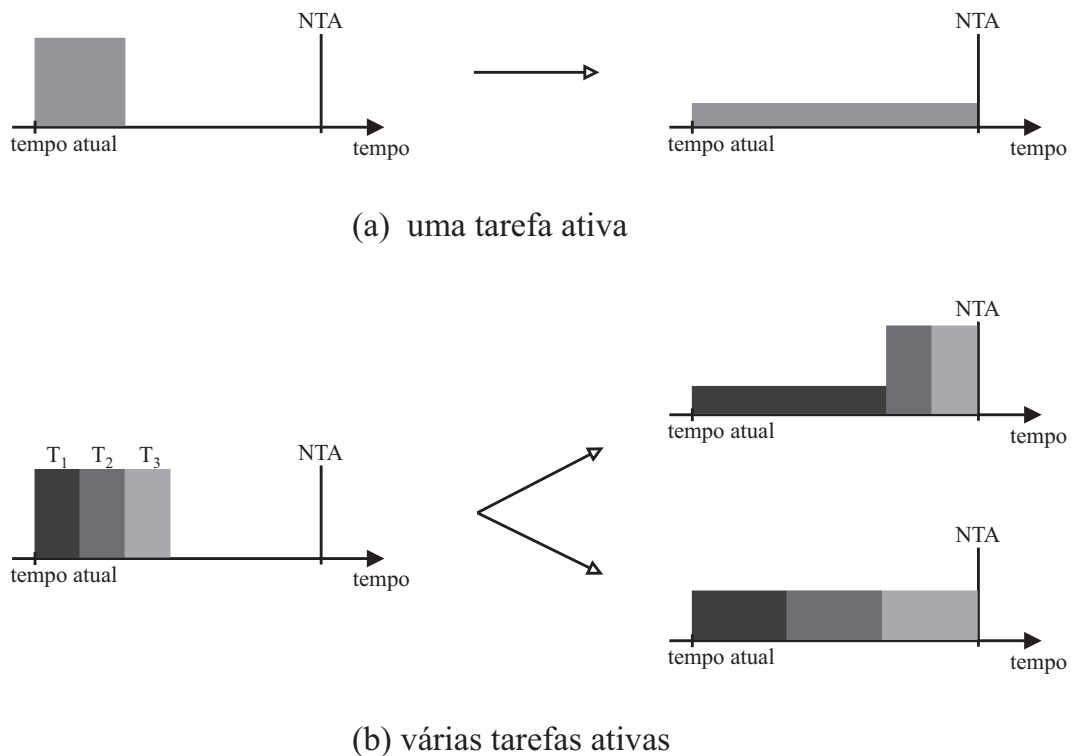 NTA
tempo atual
tempo
NTA
tempo atual
tempo
(a) uma tarefa ativa
T1 T2 T3
NTA
tempo atual
tempo
NTA
tempo atual
tempo
NTA
tempo atual
tempo
(b) várias tarefas ativas